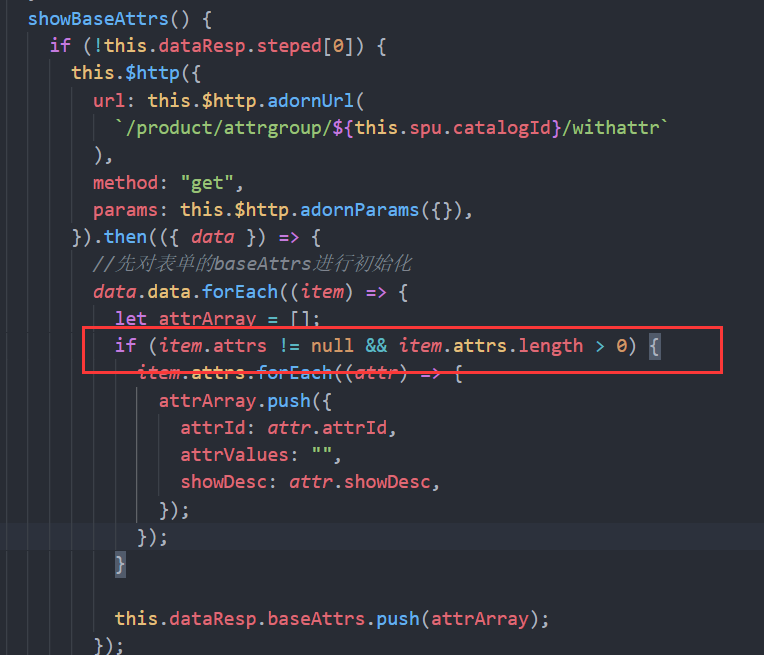 showBaseAttrs() {
if (!this.dataResp.steped[0]) {
this.$http({
url: this.$http.adornUrl(
`/product/attrgroup/${this.spu.catalogId}/withattr`
),
method: "get",
params: this.$http.adornParams({}),
}).then(({ data }) => {
//先对表单的baseAttrs进行初始化
data.data.forEach((item) => {
let attrArray = [];
if (item.attrs != null && item.attrs.length > 0) {
item.attrs.forEach((attr) => {
attrArray.push({
attrId: attr.attrId,
attrValues: "",
showDesc: attr.showDesc,
});
});
}
this.dataResp.baseAttrs.push(attrArray);
});